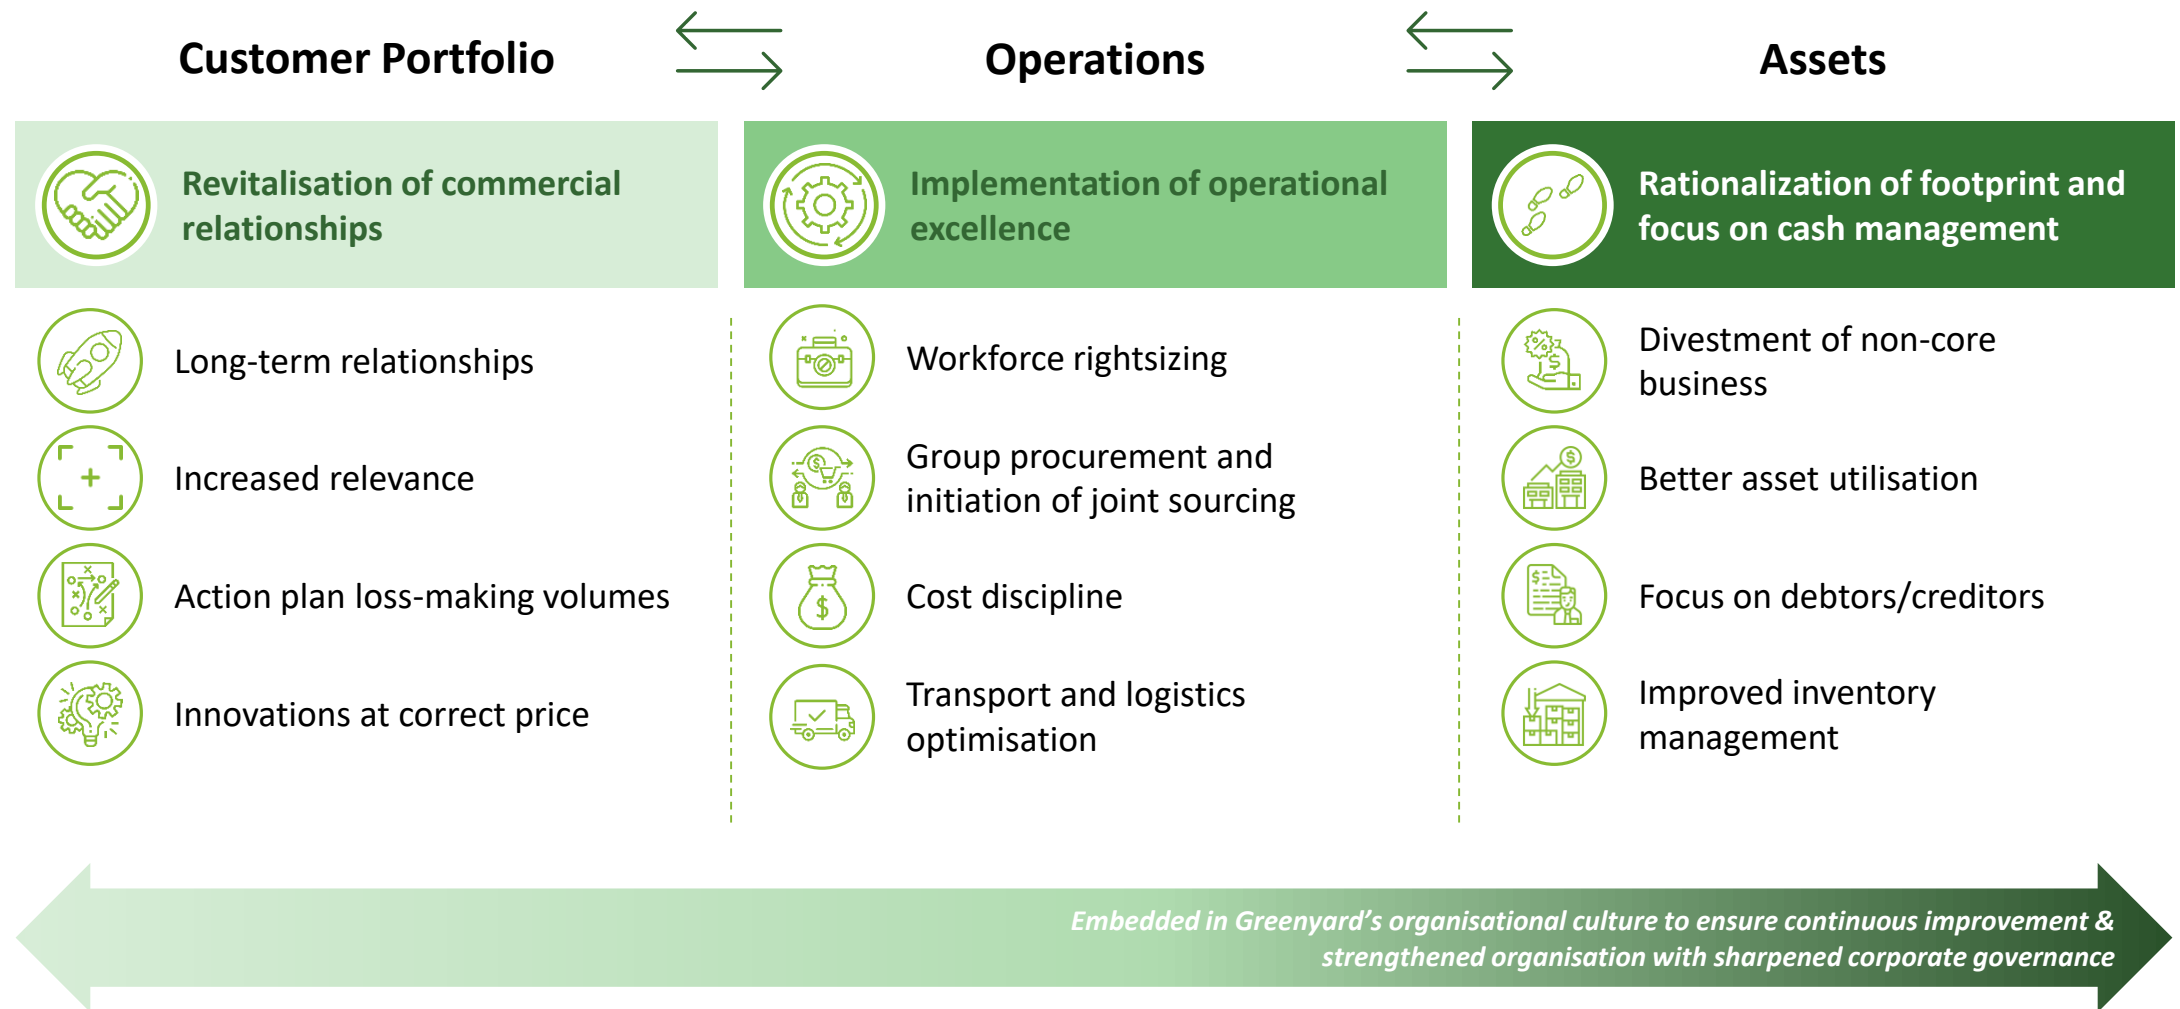 Customer Portfolio
Operations
Assets
Revitalisation of commercial
relationships
Implementation of operational
excellence
Rationalization of footprint and
focus on cash management
Long-term relationships
Increased relevance
Action plan loss-making volumes
Innovations at correct price
Workforce rightsizing
Group procurement and
initiation of joint sourcing
Cost discipline
Transport and logistics
optimisation
Divestment of non-core
business
Better asset utilisation
Focus on debtors/creditors
Improved inventory
management
Embedded in Greenyard’s organisational culture to ensure continuous improvement &
strengthened organisation with sharpened corporate governance